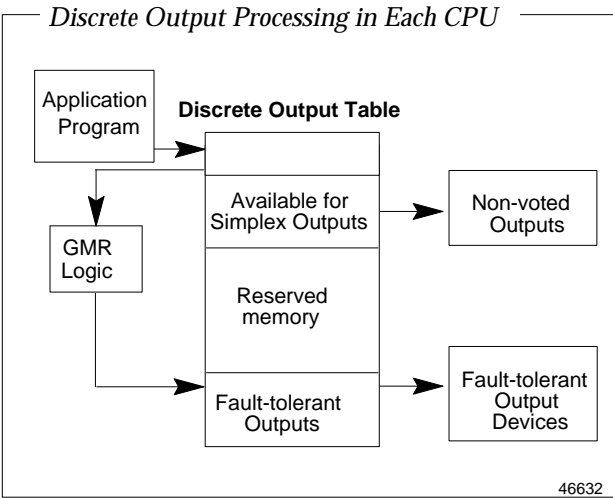 Discrete Output Processing in Each CPU
Application
Program
Discrete Output Table
Available for
Simplex Outputs
Non-voted
Outputs
GMR
Logic
Reserved
memory
Fault-tolerant
Outputs
Fault-tolerant
Output
Devices
46632